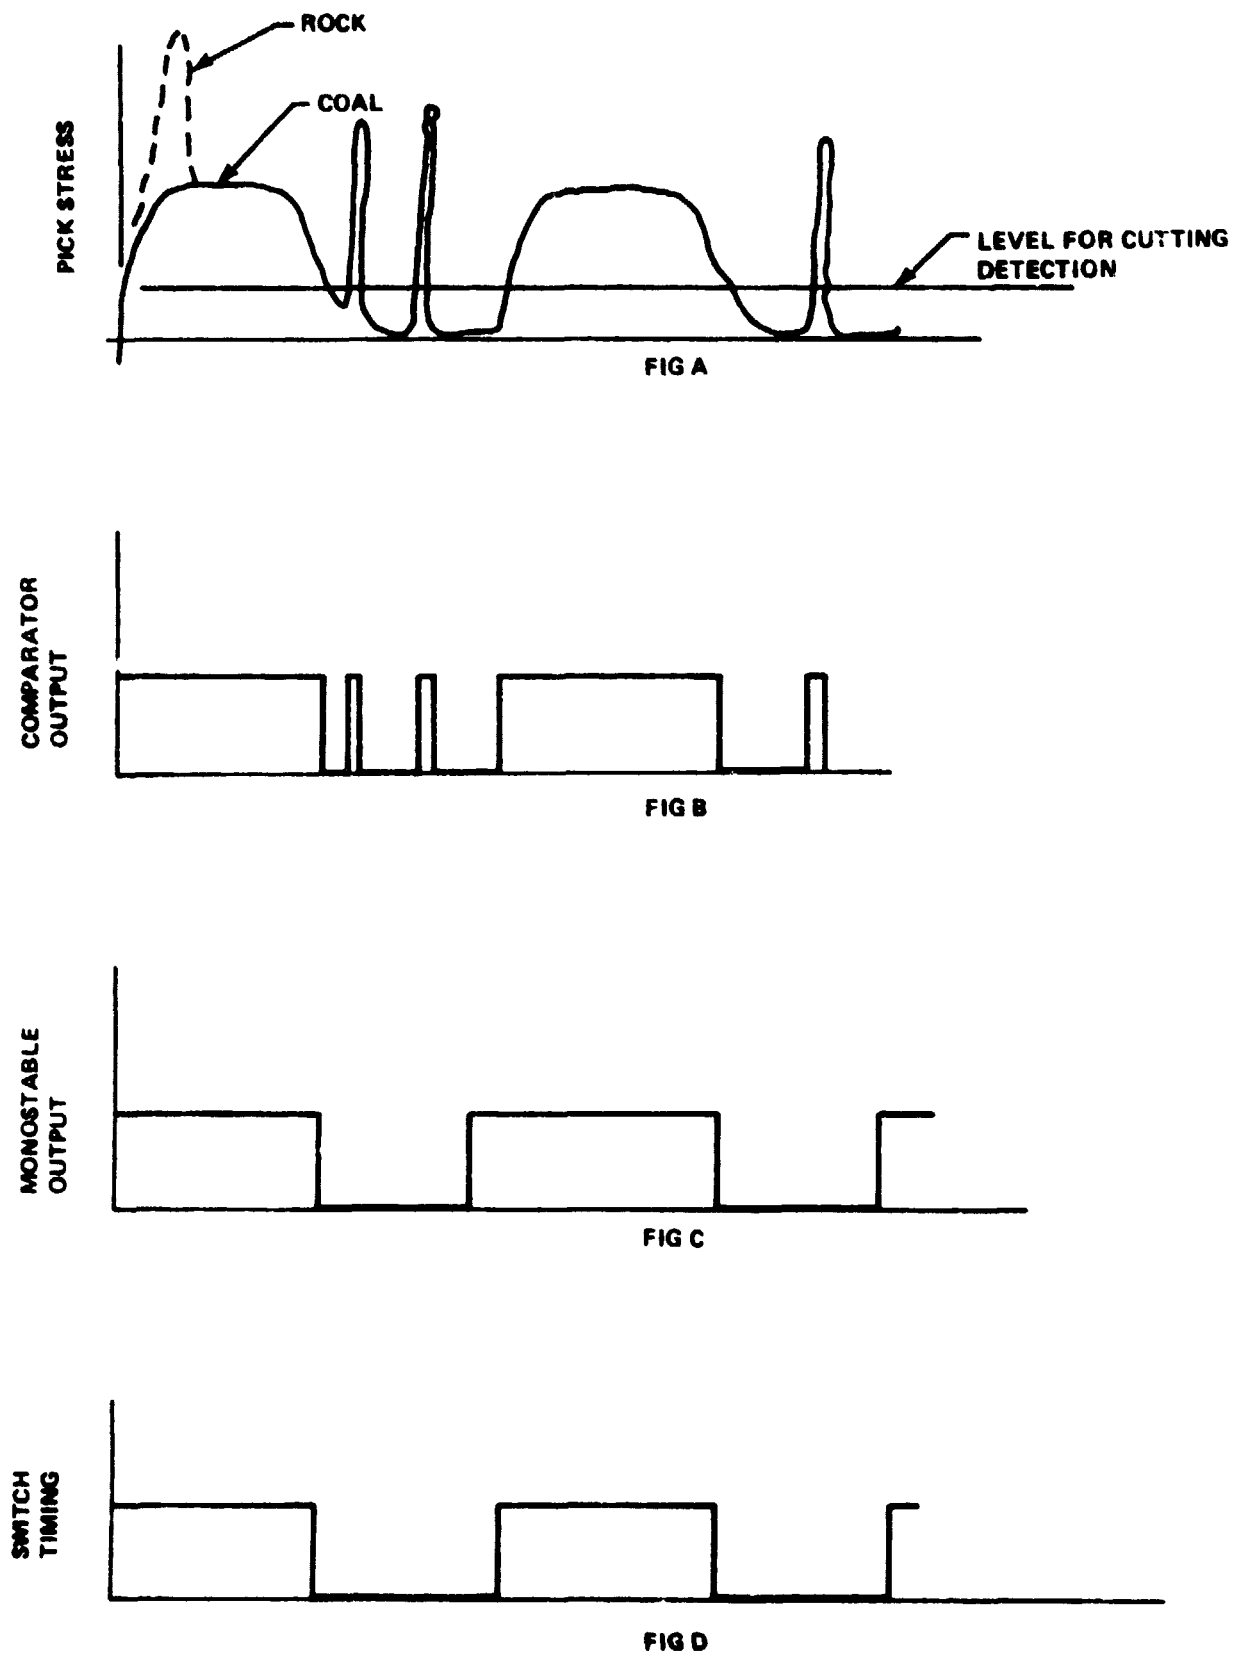 ROCK
COAL
PICK STRESS
LEVEL FOR CUTTING
DETECTION
FIG A
COMPARATOR
OUTPUT
FIG B
MONOSTABLE
OUTPUT
FIG C
SWITCH
TIMING
FIG D